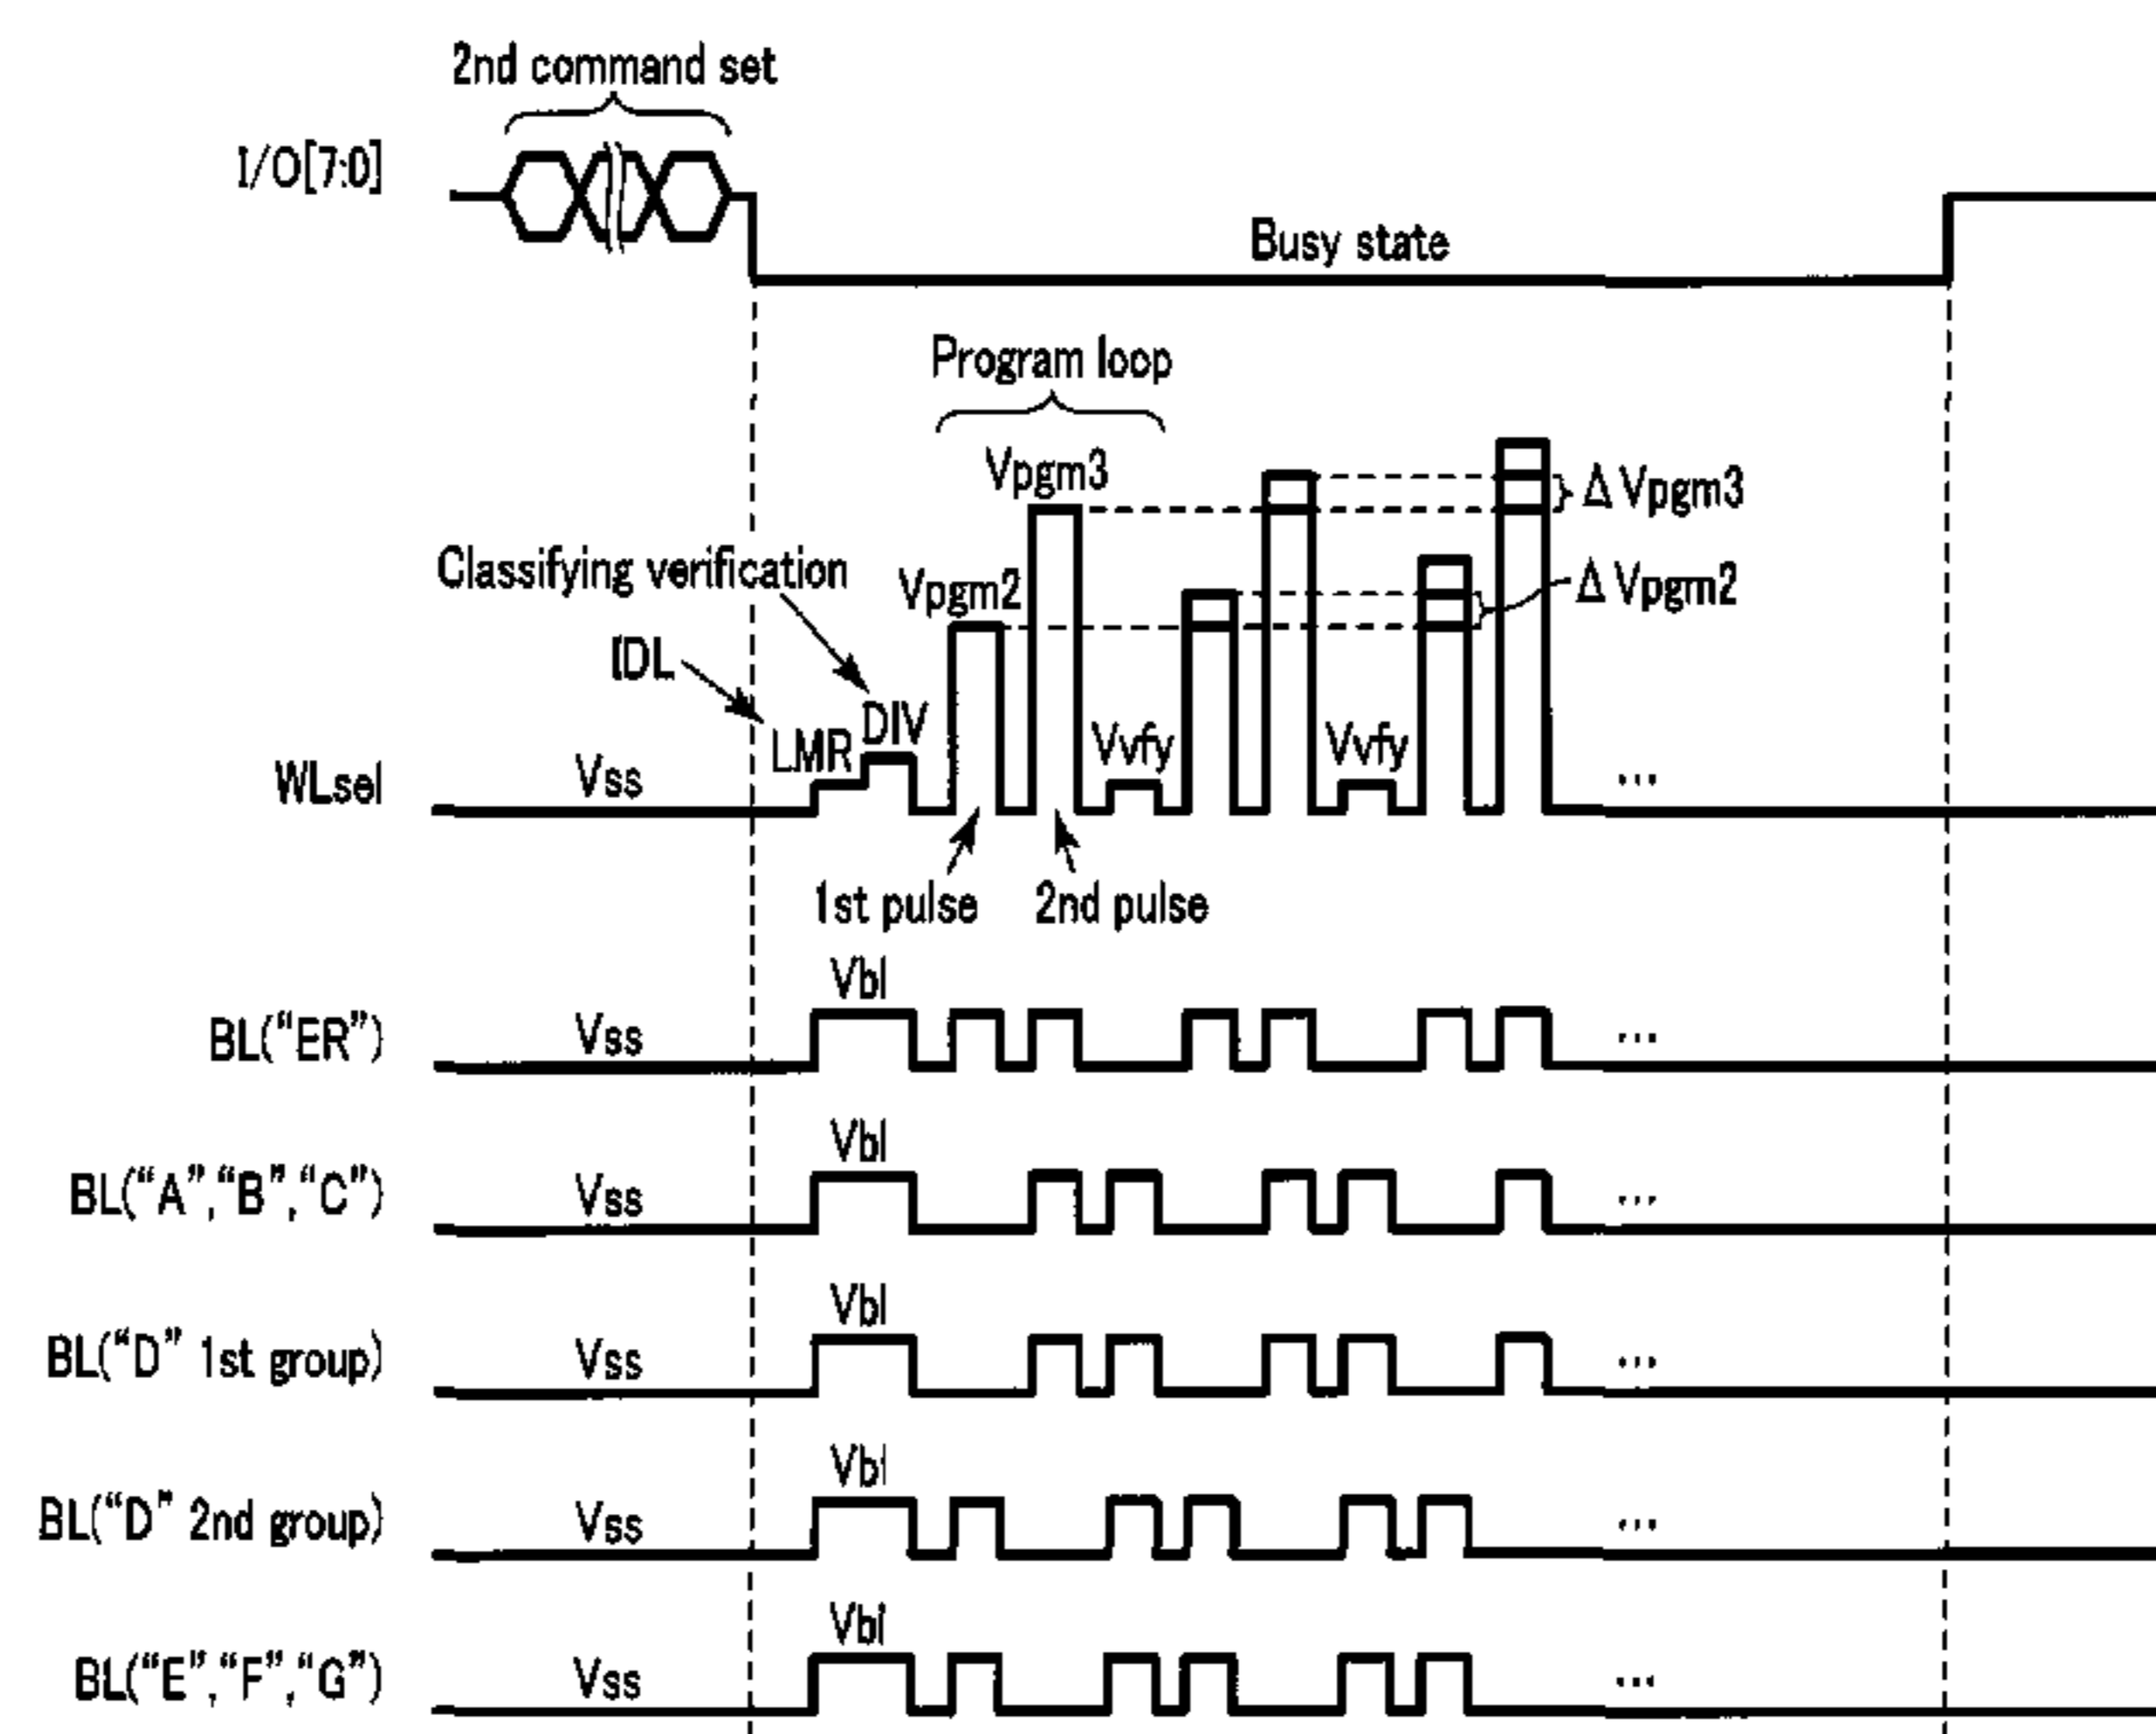 2nd command set
I/O[7:0]
Busy state
Program loop
Vpgm3
Δ Vpgm3
Classifying verification
Vpgm2
Δ Vpgm2
IDL
LMR
DIV
Vvfy
Vvfy
WLsel
Vss
...
1st pulse
2nd pulse
Vbl
BL("ER")
Vss
...
Vbl
BL("A","B","C")
Vss
...
Vbl
BL("D" 1st group)
Vss
...
Vbl
BL("D" 2nd group)
Vss
...
Vbl
BL("E","F","G")
Vss
...